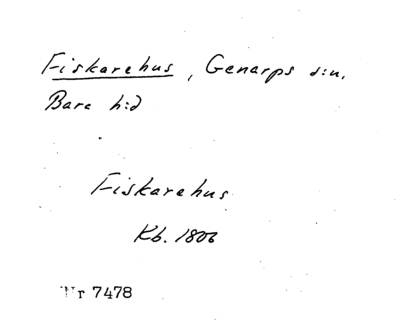 Fiskarehus, Genarps s:n,
Bara h:d
Fiskarehus
Kb. 1806
Nr 7478